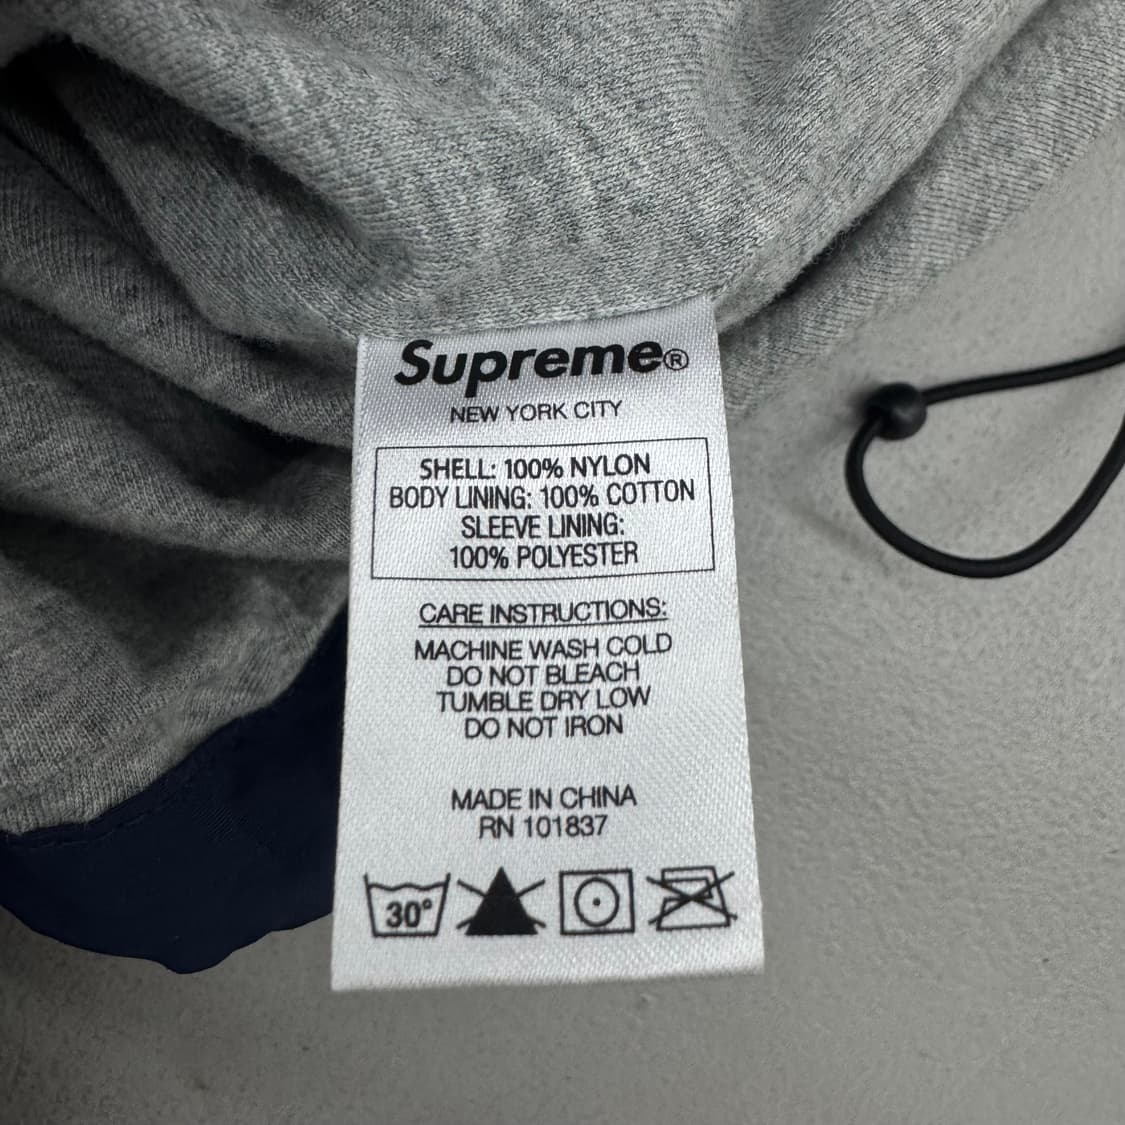 Supreme®
NEW YORK CITY
SHELL: 100% NYLON
BODY LINING: 100% COTTON
SLEEVE LINING:
100% POLYESTER
CARE INSTRUCTIONS:
MACHINE WASH COLD
DO NOT BLEACH
TUMBLE DRY LOW
DO NOT IRON
MADE IN CHINA
RN 101837
30°